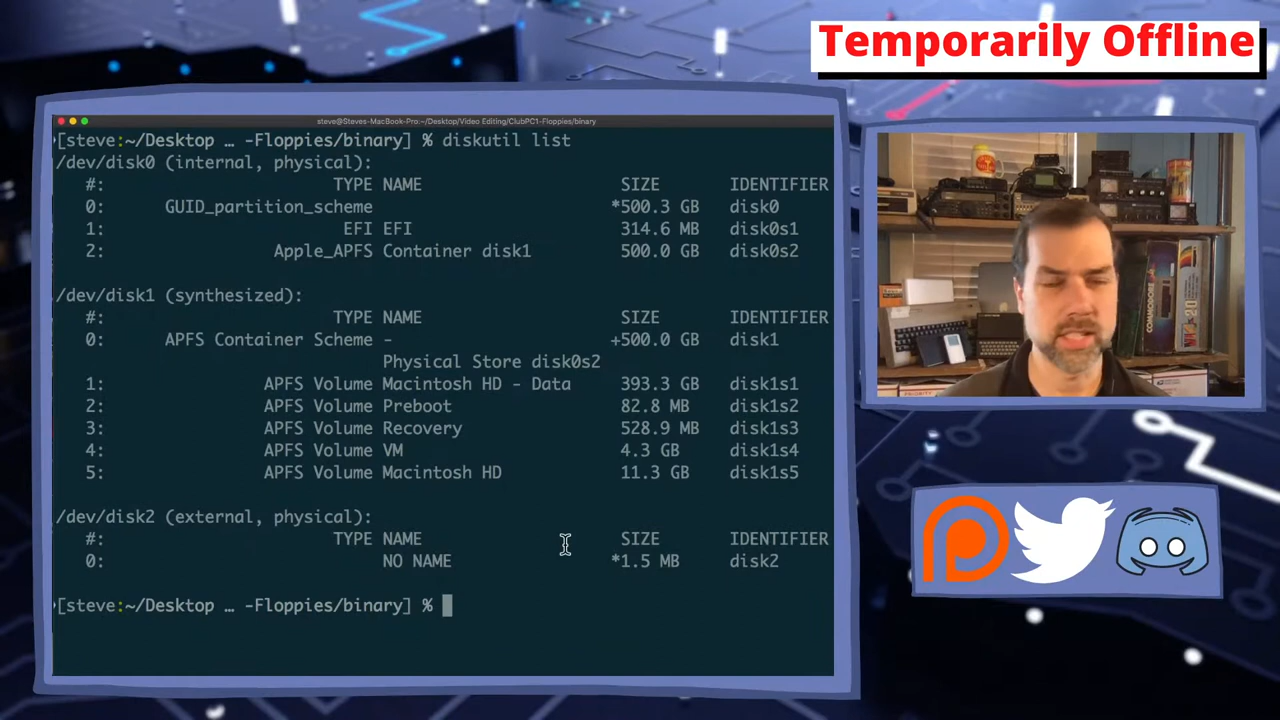 Temporarily Offline
steve@Steves-MacBook-Pro:~/Desktop/Video Editing/ClubPC1-Floppies/binary
[steve:~/Desktop … -Floppies/binary] % diskutil list
/dev/disk0 (internal, physical):
#: TYPE NAME SIZE IDENTIFIER
0: GUID_partition_scheme *500.3 GB disk0
1: EFI EFI 314.6 MB disk0s1
2: Apple_APFS Container disk1 500.0 GB disk0s2
/dev/disk1 (synthesized):
#: TYPE NAME SIZE IDENTIFIER
0: APFS Container Scheme - +500.0 GB disk1
Physical Store disk0s2
1: APFS Volume Macintosh HD - Data 393.3 GB disk1s1
2: APFS Volume Preboot 82.8 MB disk1s2
3: APFS Volume Recovery 528.9 MB disk1s3
4: APFS Volume VM 4.3 GB disk1s4
5: APFS Volume Macintosh HD 11.3 GB disk1s5
/dev/disk2 (external, physical):
#: TYPE NAME SIZE IDENTIFIER
0: NO NAME *1.5 MB disk2
[steve:~/Desktop … -Floppies/binary] %
COMMODORE